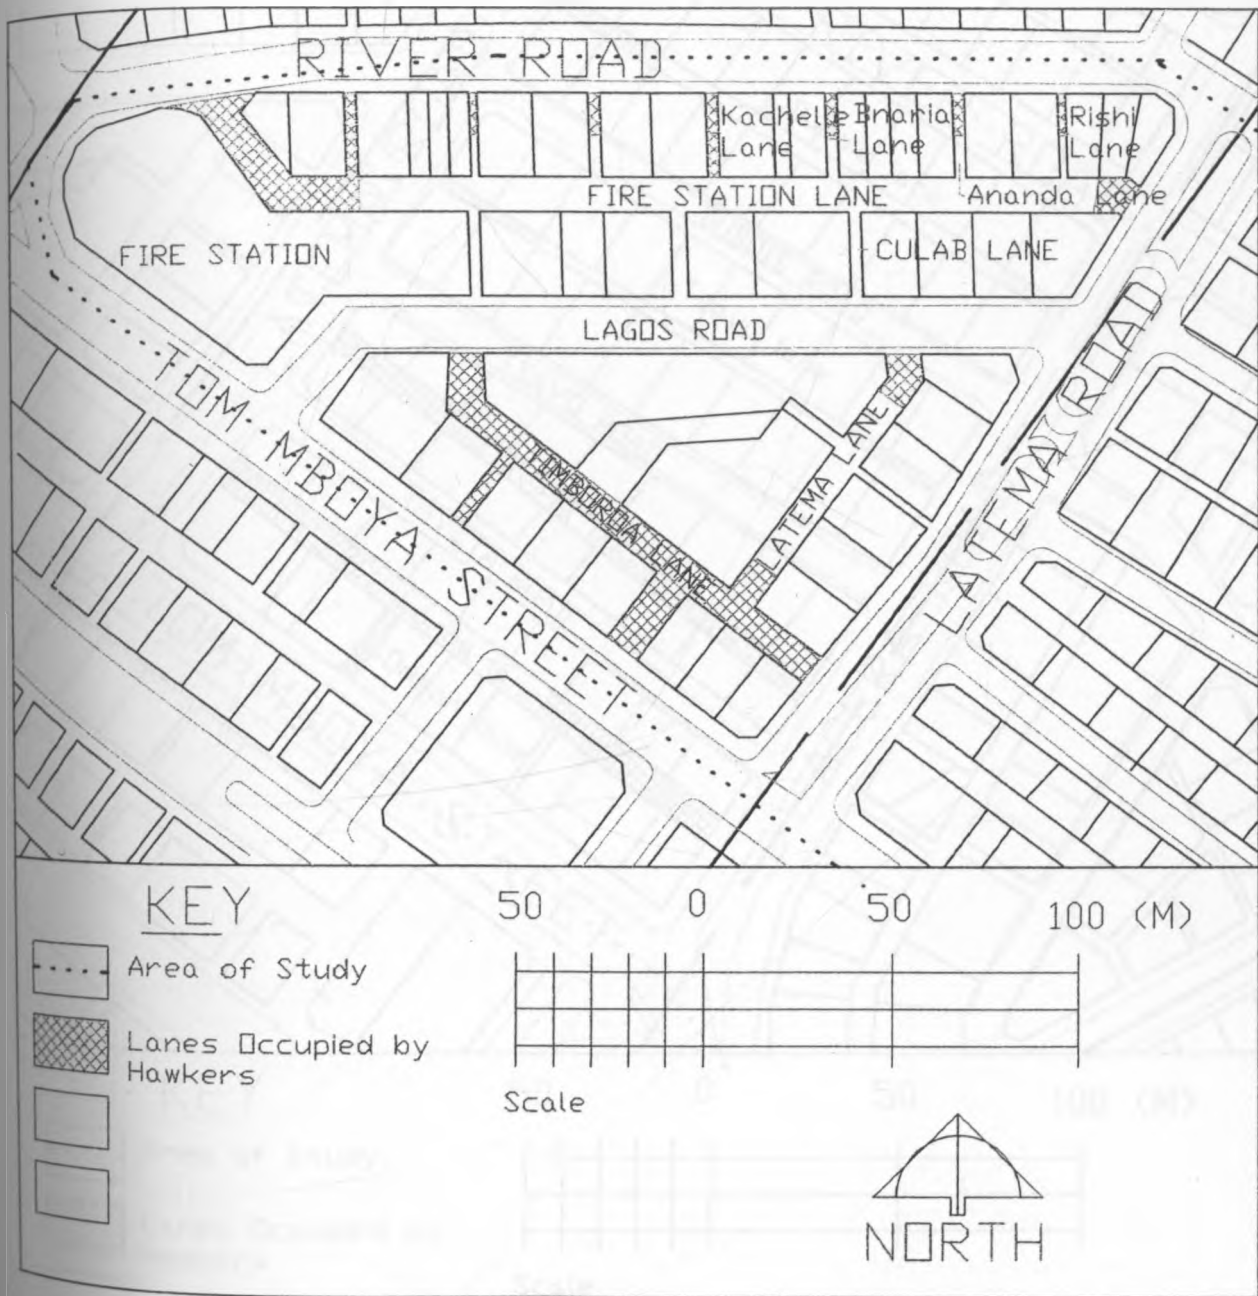 RIVER-ROAD
Kachelle
Lane
Bnaria
Lane
Rishi
Lane
FIRE STATION LANE
Ananda Lane
FIRE STATION
CULAB LANE
LAGOS ROAD
TOM MBOYA STREET
TIMBOROA LANE
LATEMA LANE
LATEMA ROAD
KEY
Area of Study
Lanes Occupied by
Hawkers
50 0 50 100 (M)
Scale
NORTH